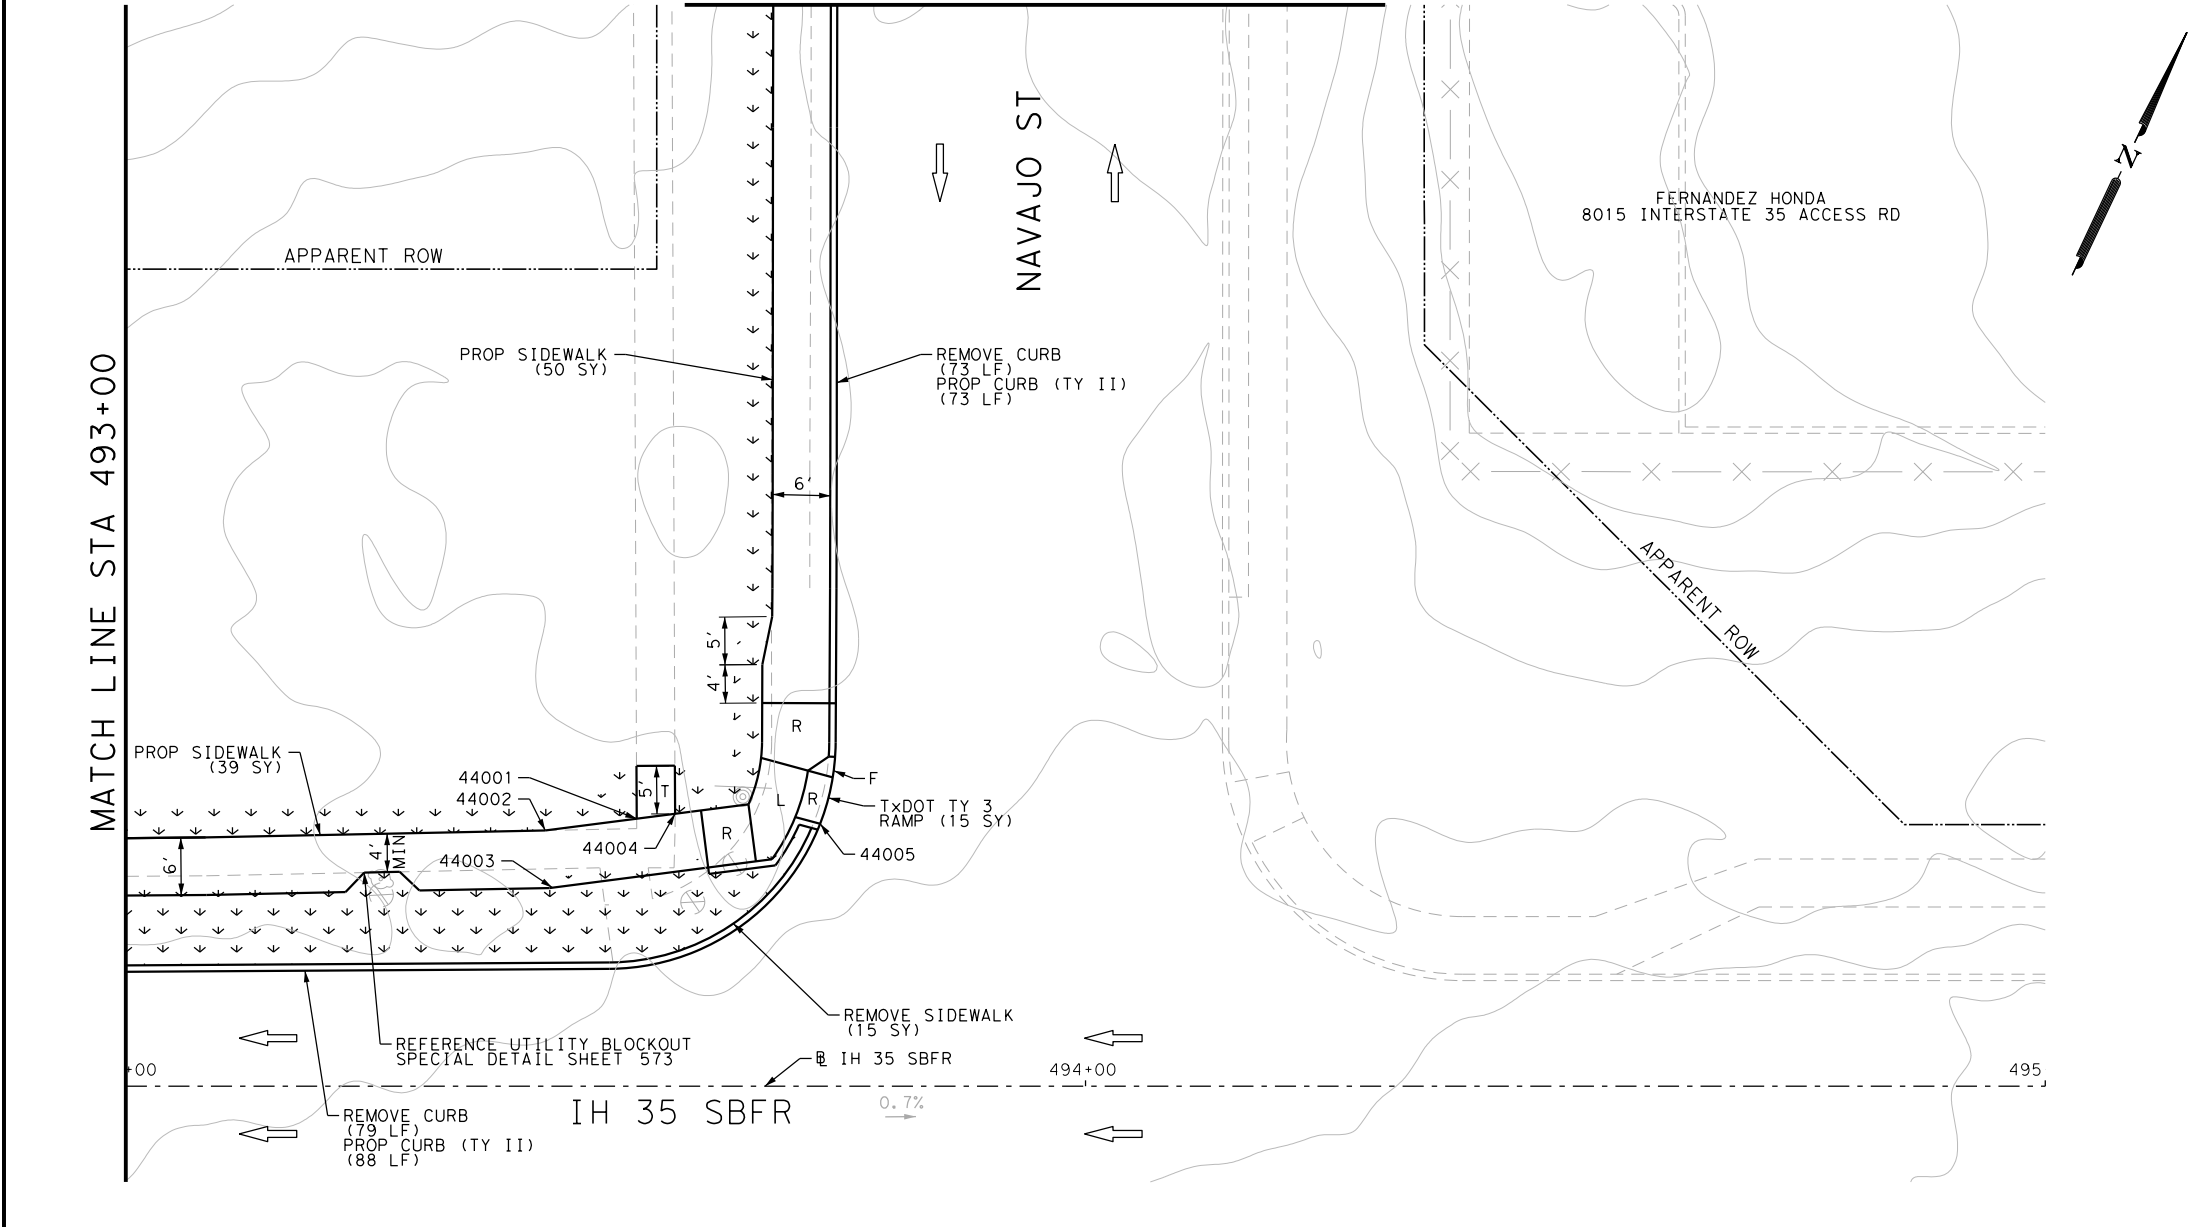 NAVAJO ST
N
FERNANDEZ HONDA
8015 INTERSTATE 35 ACCESS RD
APPARENT ROW
MATCH LINE STA 493+00
PROP SIDEWALK
(50 SY)
REMOVE CURB
(73 LF)
PROP CURB (TY II)
(73 LF)
6'
APPARENT ROW
5'
4'
R
PROP SIDEWALK
(39 SY)
44001
44002
5'
T
L
R
F
TxDOT TY 3
RAMP (15 SY)
R
6'
4'
MIN
44003
44004
44005
REMOVE SIDEWALK
(15 SY)
REFERENCE UTILITY BLOCKOUT
SPECIAL DETAIL SHEET 573
BL IH 35 SBFR
+00
494+00
495
IH 35 SBFR
0.7%
REMOVE CURB
(79 LF)
PROP CURB (TY II)
(88 LF)